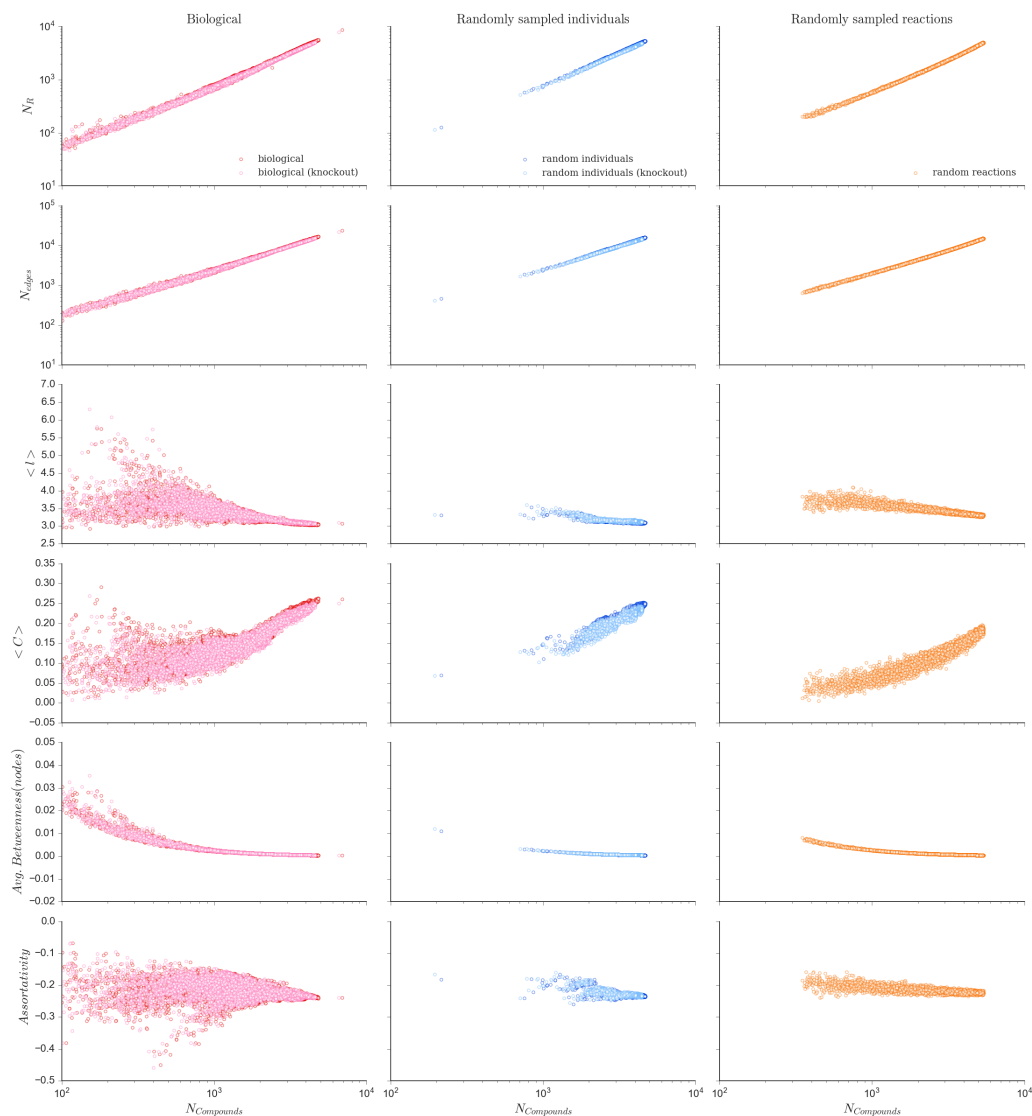 Biological
Randomly sampled individuals
Randomly sampled reactions
10^4
10^3
10^2
10^1
N_R
biological
biological (knockout)
random individuals
random individuals (knockout)
random reactions
10^5
10^4
10^3
10^2
10^1
N_edges
7.0
6.5
6.0
5.5
5.0
4.5
4.0
3.5
3.0
2.5
< l >
0.35
0.30
0.25
0.20
0.15
0.10
0.05
0.00
−0.05
< C >
0.05
0.04
0.03
0.02
0.01
0.00
−0.01
−0.02
Avg. Betweenness(nodes)
0.0
−0.1
−0.2
−0.3
−0.4
−0.5
Assortativity
10^2 10^3 10^4
10^2 10^3 10^4
10^2 10^3 10^4
N_Compounds
N_Compounds
N_Compounds